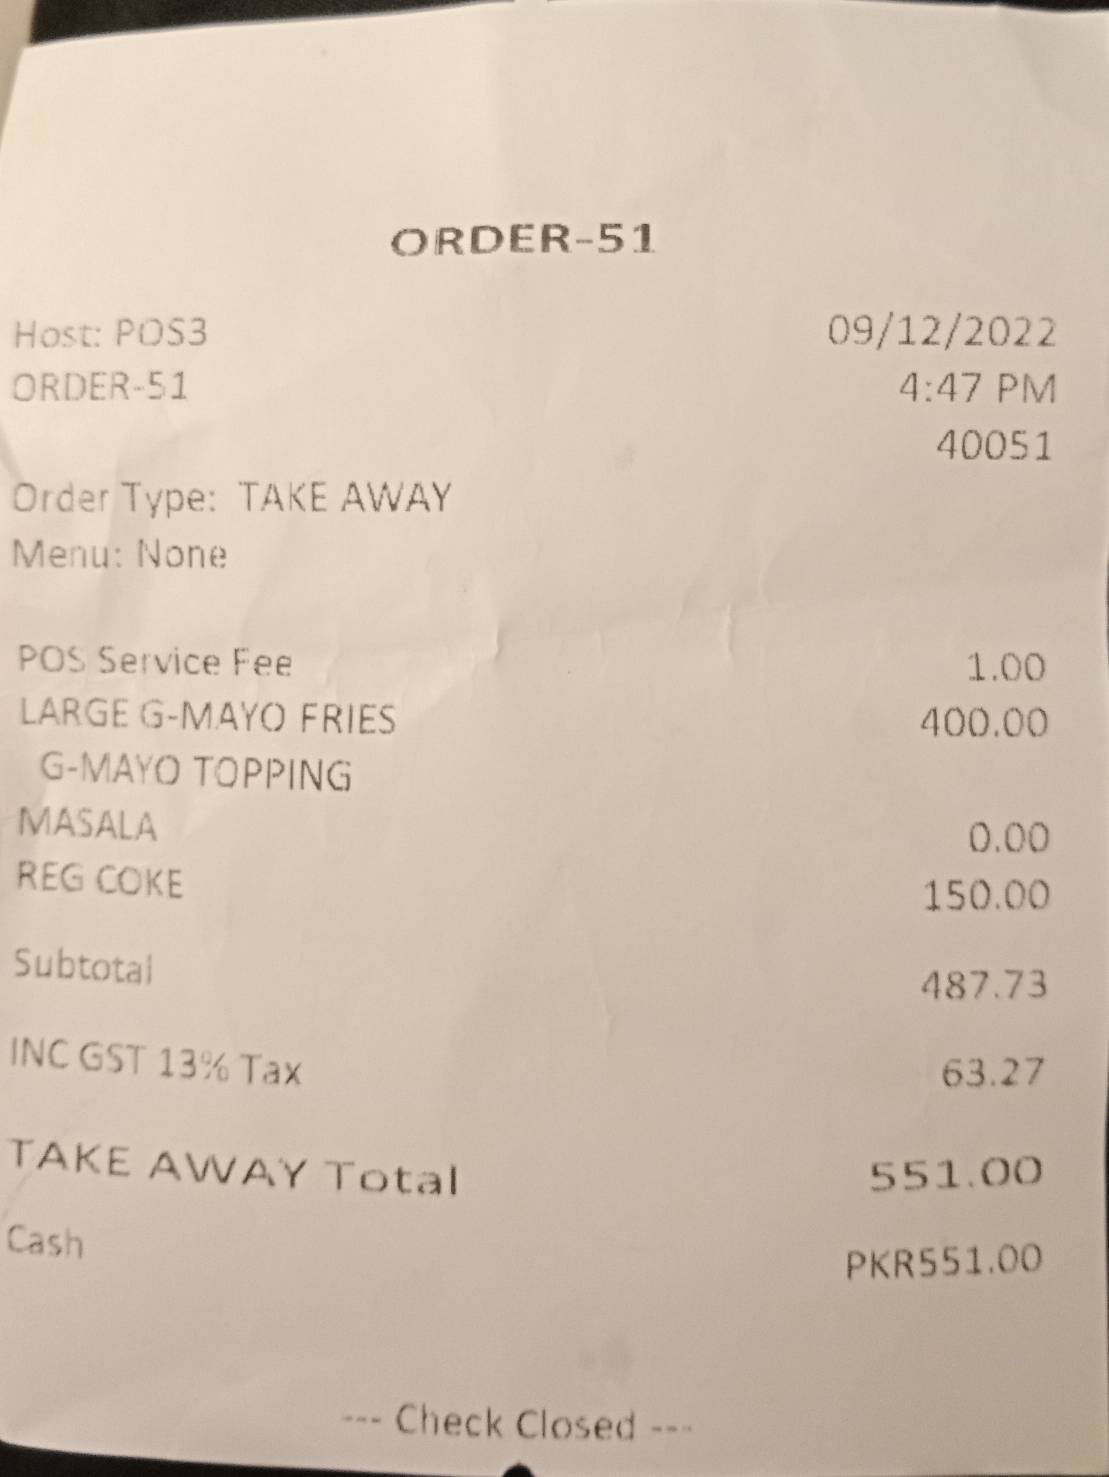 ORDER-51
Host: POS3 09/12/2022
ORDER-51 4:47 PM
40051
Order Type: TAKE AWAY
Menu: None
POS Service Fee 1.00
LARGE G-MAYO FRIES 400.00
G-MAYO TOPPING
MASALA 0.00
REG COKE 150.00
Subtotal 487.73
INC GST 13% Tax 63.27
TAKE AWAY Total 551.00
Cash PKR551.00
--- Check Closed ---